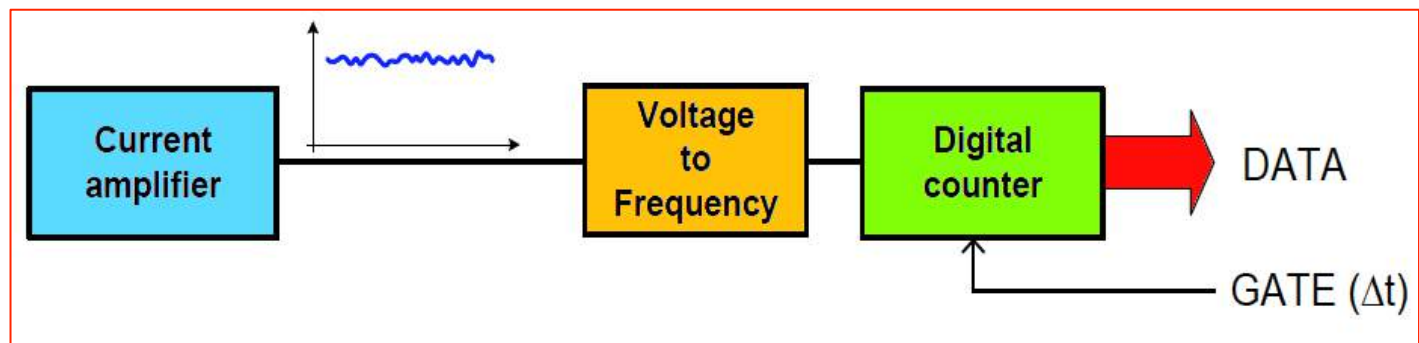 Current
amplifier
Voltage
to
Frequency
Digital
counter
DATA
GATE (Δt)